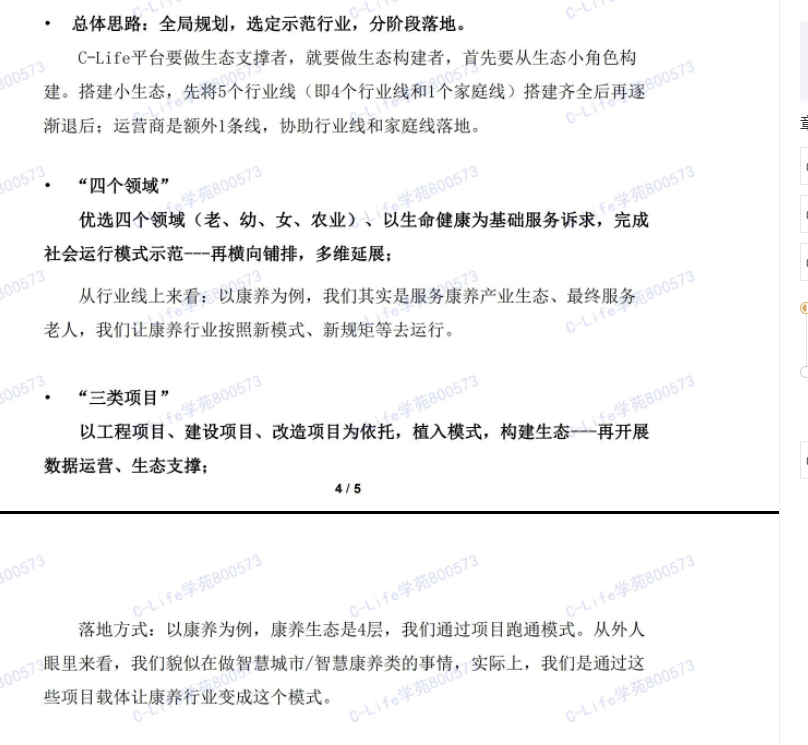 • 总体思路：全局规划，选定示范行业，分阶段落地。
C-Life平台要做生态支撑者，就要做生态构建者，首先要从生态小角色构
建。搭建小生态，先将5个行业线（即4个行业线和1个家庭线）搭建齐全后再逐
渐退后；运营商是额外1条线，协助行业线和家庭线落地。
• “四个领域”
优选四个领域（老、幼、女、农业）、以生命健康为基础服务诉求，完成
社会运行模式示范---再横向铺排，多维延展；
从行业线上来看：以康养为例，我们其实是服务康养产业生态、最终服务
老人，我们让康养行业按照新模式、新规矩等去运行。
• “三类项目”
以工程项目、建设项目、改造项目为依托，植入模式，构建生态---再开展
数据运营、生态支撑；
4 / 5
落地方式：以康养为例，康养生态是4层，我们通过项目跑通模式。从外人
眼里来看，我们貌似在做智慧城市/智慧康养类的事情，实际上，我们是通过这
些项目载体让康养行业变成这个模式。
C-Life学苑800573